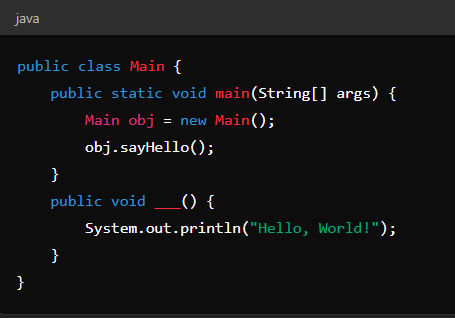 java
public class Main {
    public static void main(String[] args) {
        Main obj = new Main();
        obj.sayHello();
    }
    public void ___() {
        System.out.println("Hello, World!");
    }
}